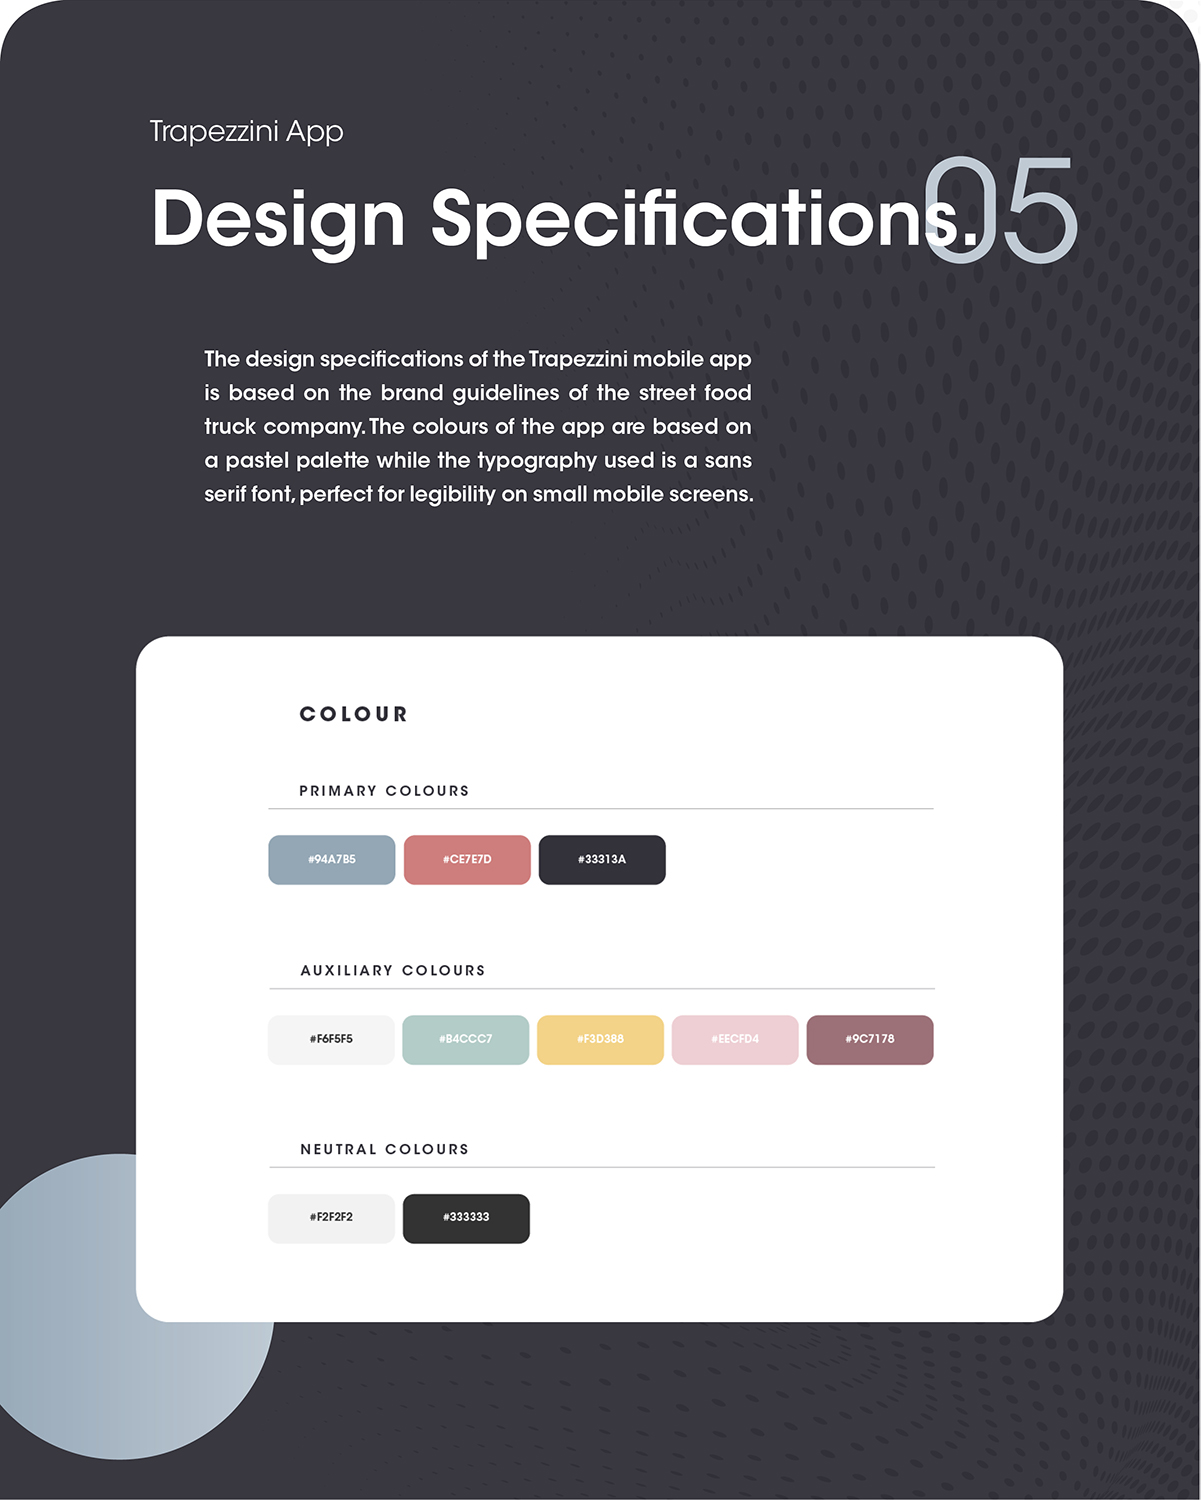 Trapezzini App
Design Specifications.
05
The design specifications of the Trapezzini mobile app
is based on the brand guidelines of the street food
truck company. The colours of the app are based on
a pastel palette while the typography used is a sans
serif font, perfect for legibility on small mobile screens.
COLOUR
PRIMARY COLOURS
#94A7B5 #CE7E7D #33313A
AUXILIARY COLOURS
#F6F5F5 #B4CCC7 #F3D388 #EECFD4 #9C7178
NEUTRAL COLOURS
#F2F2F2 #333333